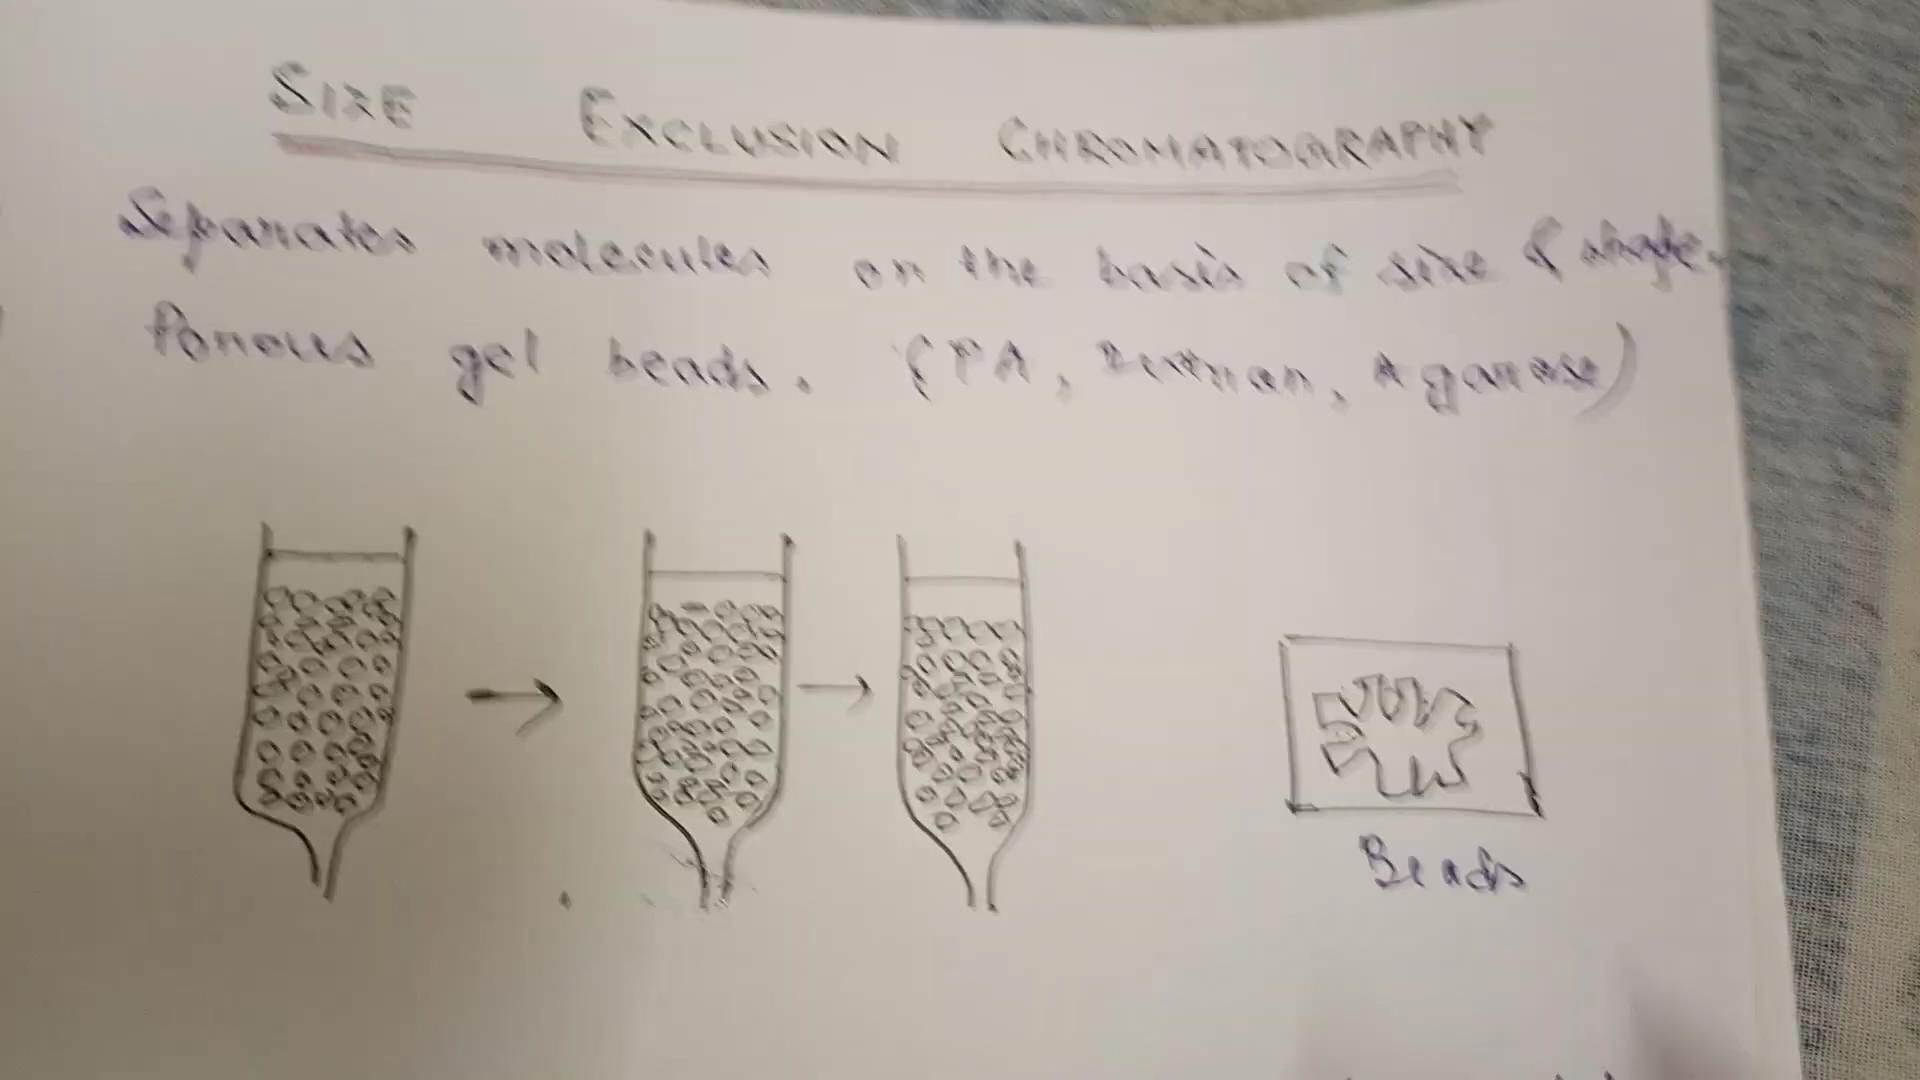 SIZE EXCLUSION CHROMATOGRAPHY
Separates molecules on the basis of size & shape.
Porous gel beads. (PA, Dextran, Agarose)
Beads